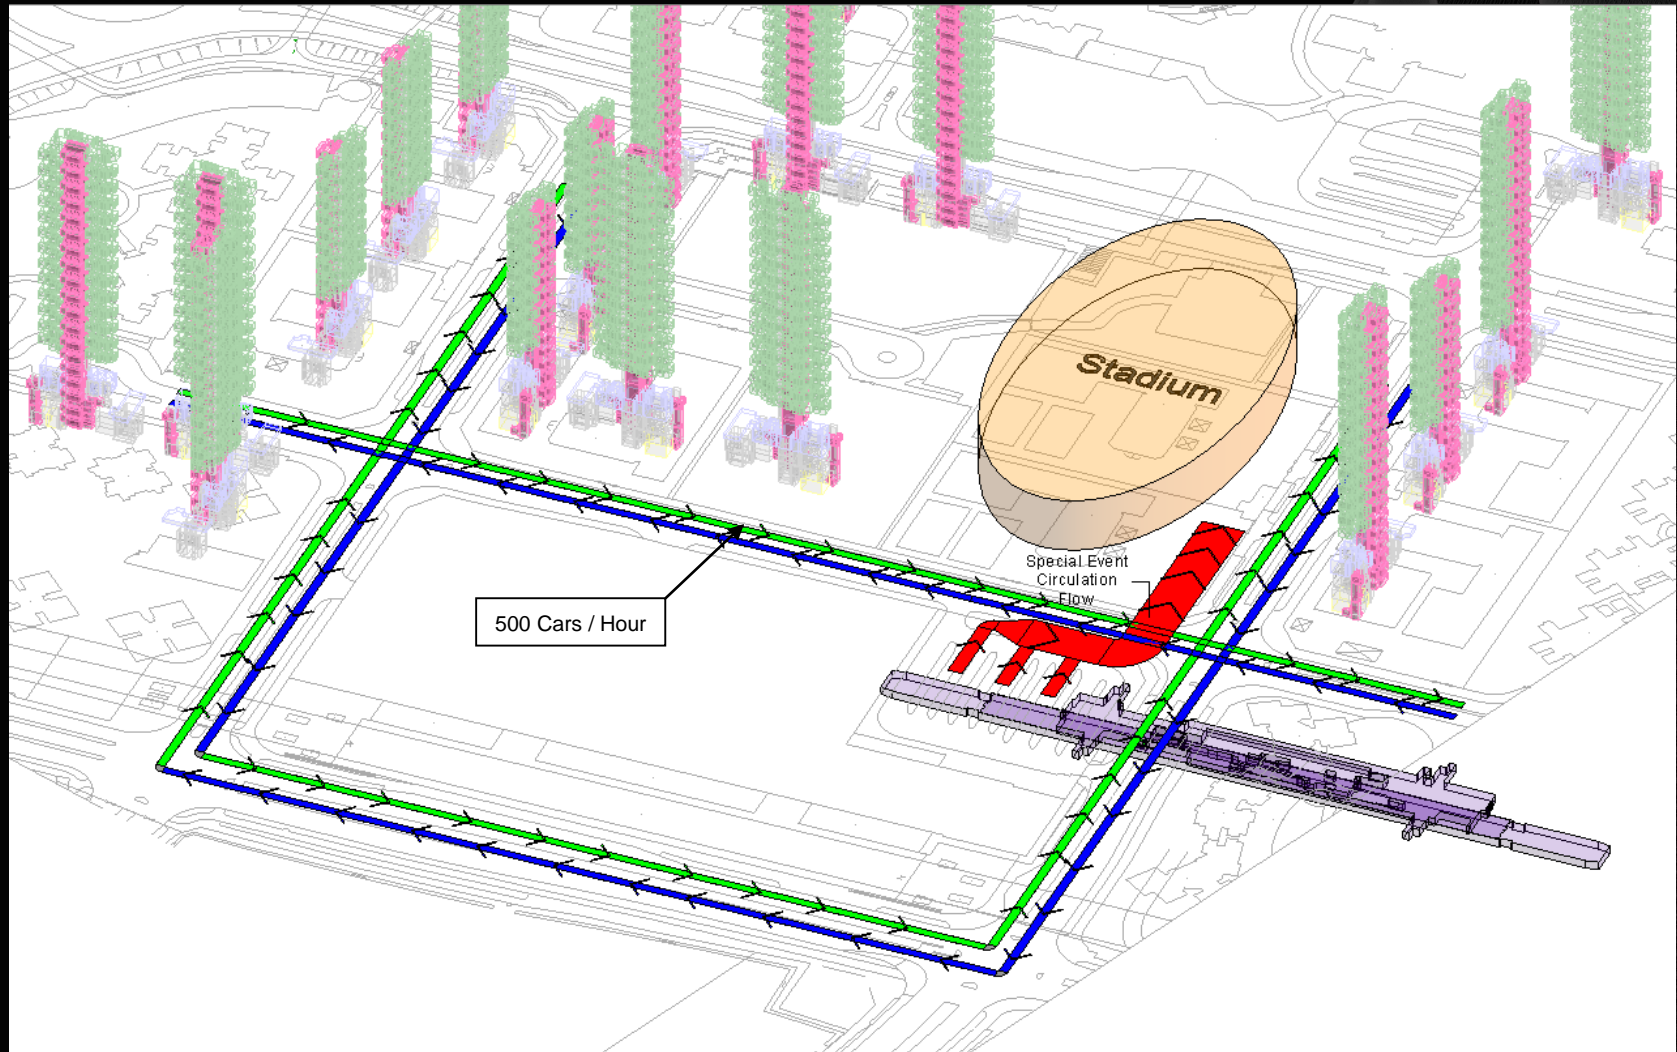 Stadium
Special Event
Circulation
Flow
500 Cars / Hour